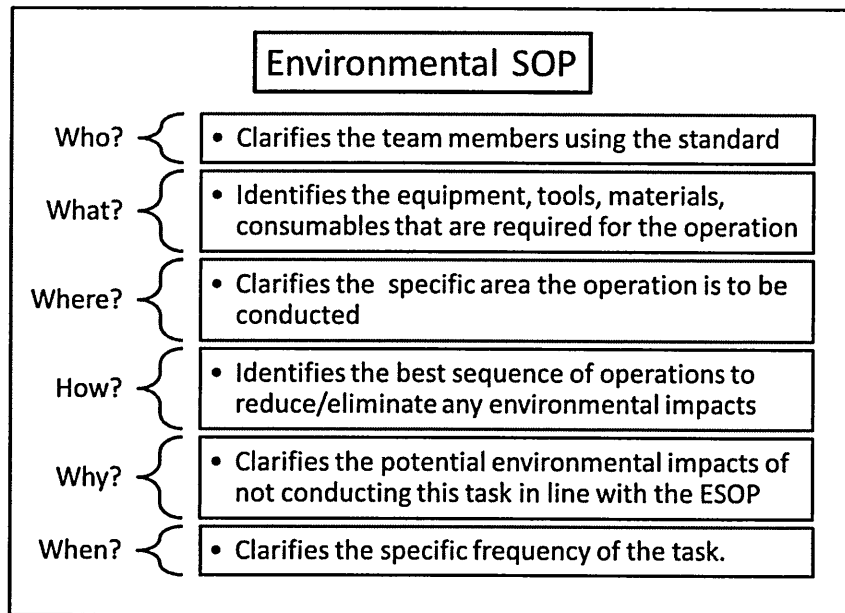 Environmental SOP
Who?
• Clarifies the team members using the standard
What?
• Identifies the equipment, tools, materials,
consumables that are required for the operation
Where?
• Clarifies the specific area the operation is to be
conducted
How?
• Identifies the best sequence of operations to
reduce/eliminate any environmental impacts
Why?
• Clarifies the potential environmental impacts of
not conducting this task in line with the ESOP
When?
• Clarifies the specific frequency of the task.